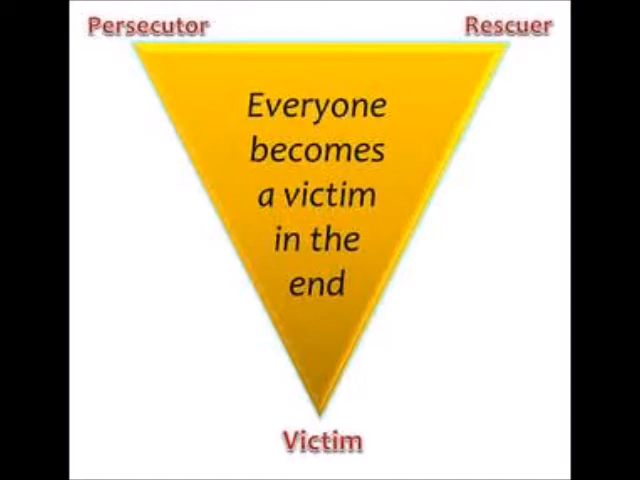 Persecutor Rescuer
Everyone
becomes
a victim
in the
end
Victim